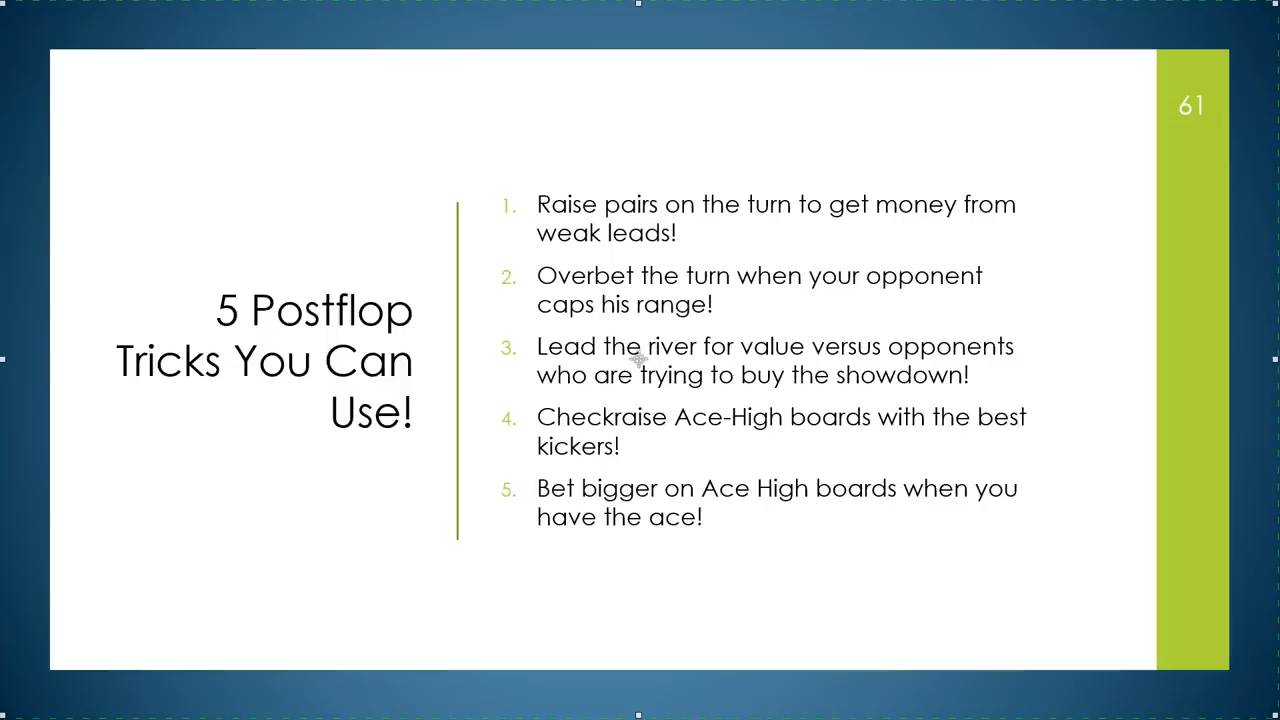 61
5 Postflop
Tricks You Can
Use!
1. Raise pairs on the turn to get money from
weak leads!
2. Overbet the turn when your opponent
caps his range!
3. Lead the river for value versus opponents
who are trying to buy the showdown!
4. Checkraise Ace-High boards with the best
kickers!
5. Bet bigger on Ace High boards when you
have the ace!